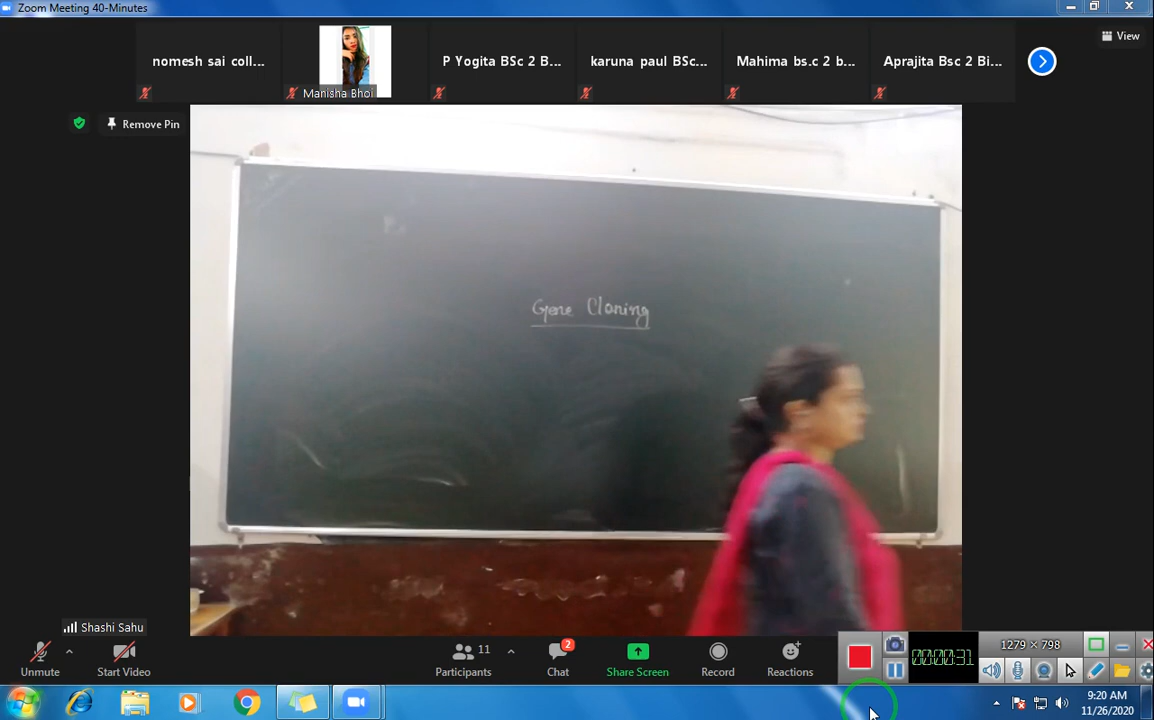 Zoom Meeting 40-Minutes
View
nomesh sai coll...
Manisha Bhoi
P Yogita BSc 2 B...
karuna paul BSc...
Mahima bs.c 2 b...
Aprajita Bsc 2 Bi...
Remove Pin
Gene Cloning
Shashi Sahu
Unmute
Start Video
11
Participants
2
Chat
Share Screen
Record
Reactions
00:00:31
1279 × 798
9:20 AM
11/26/2020